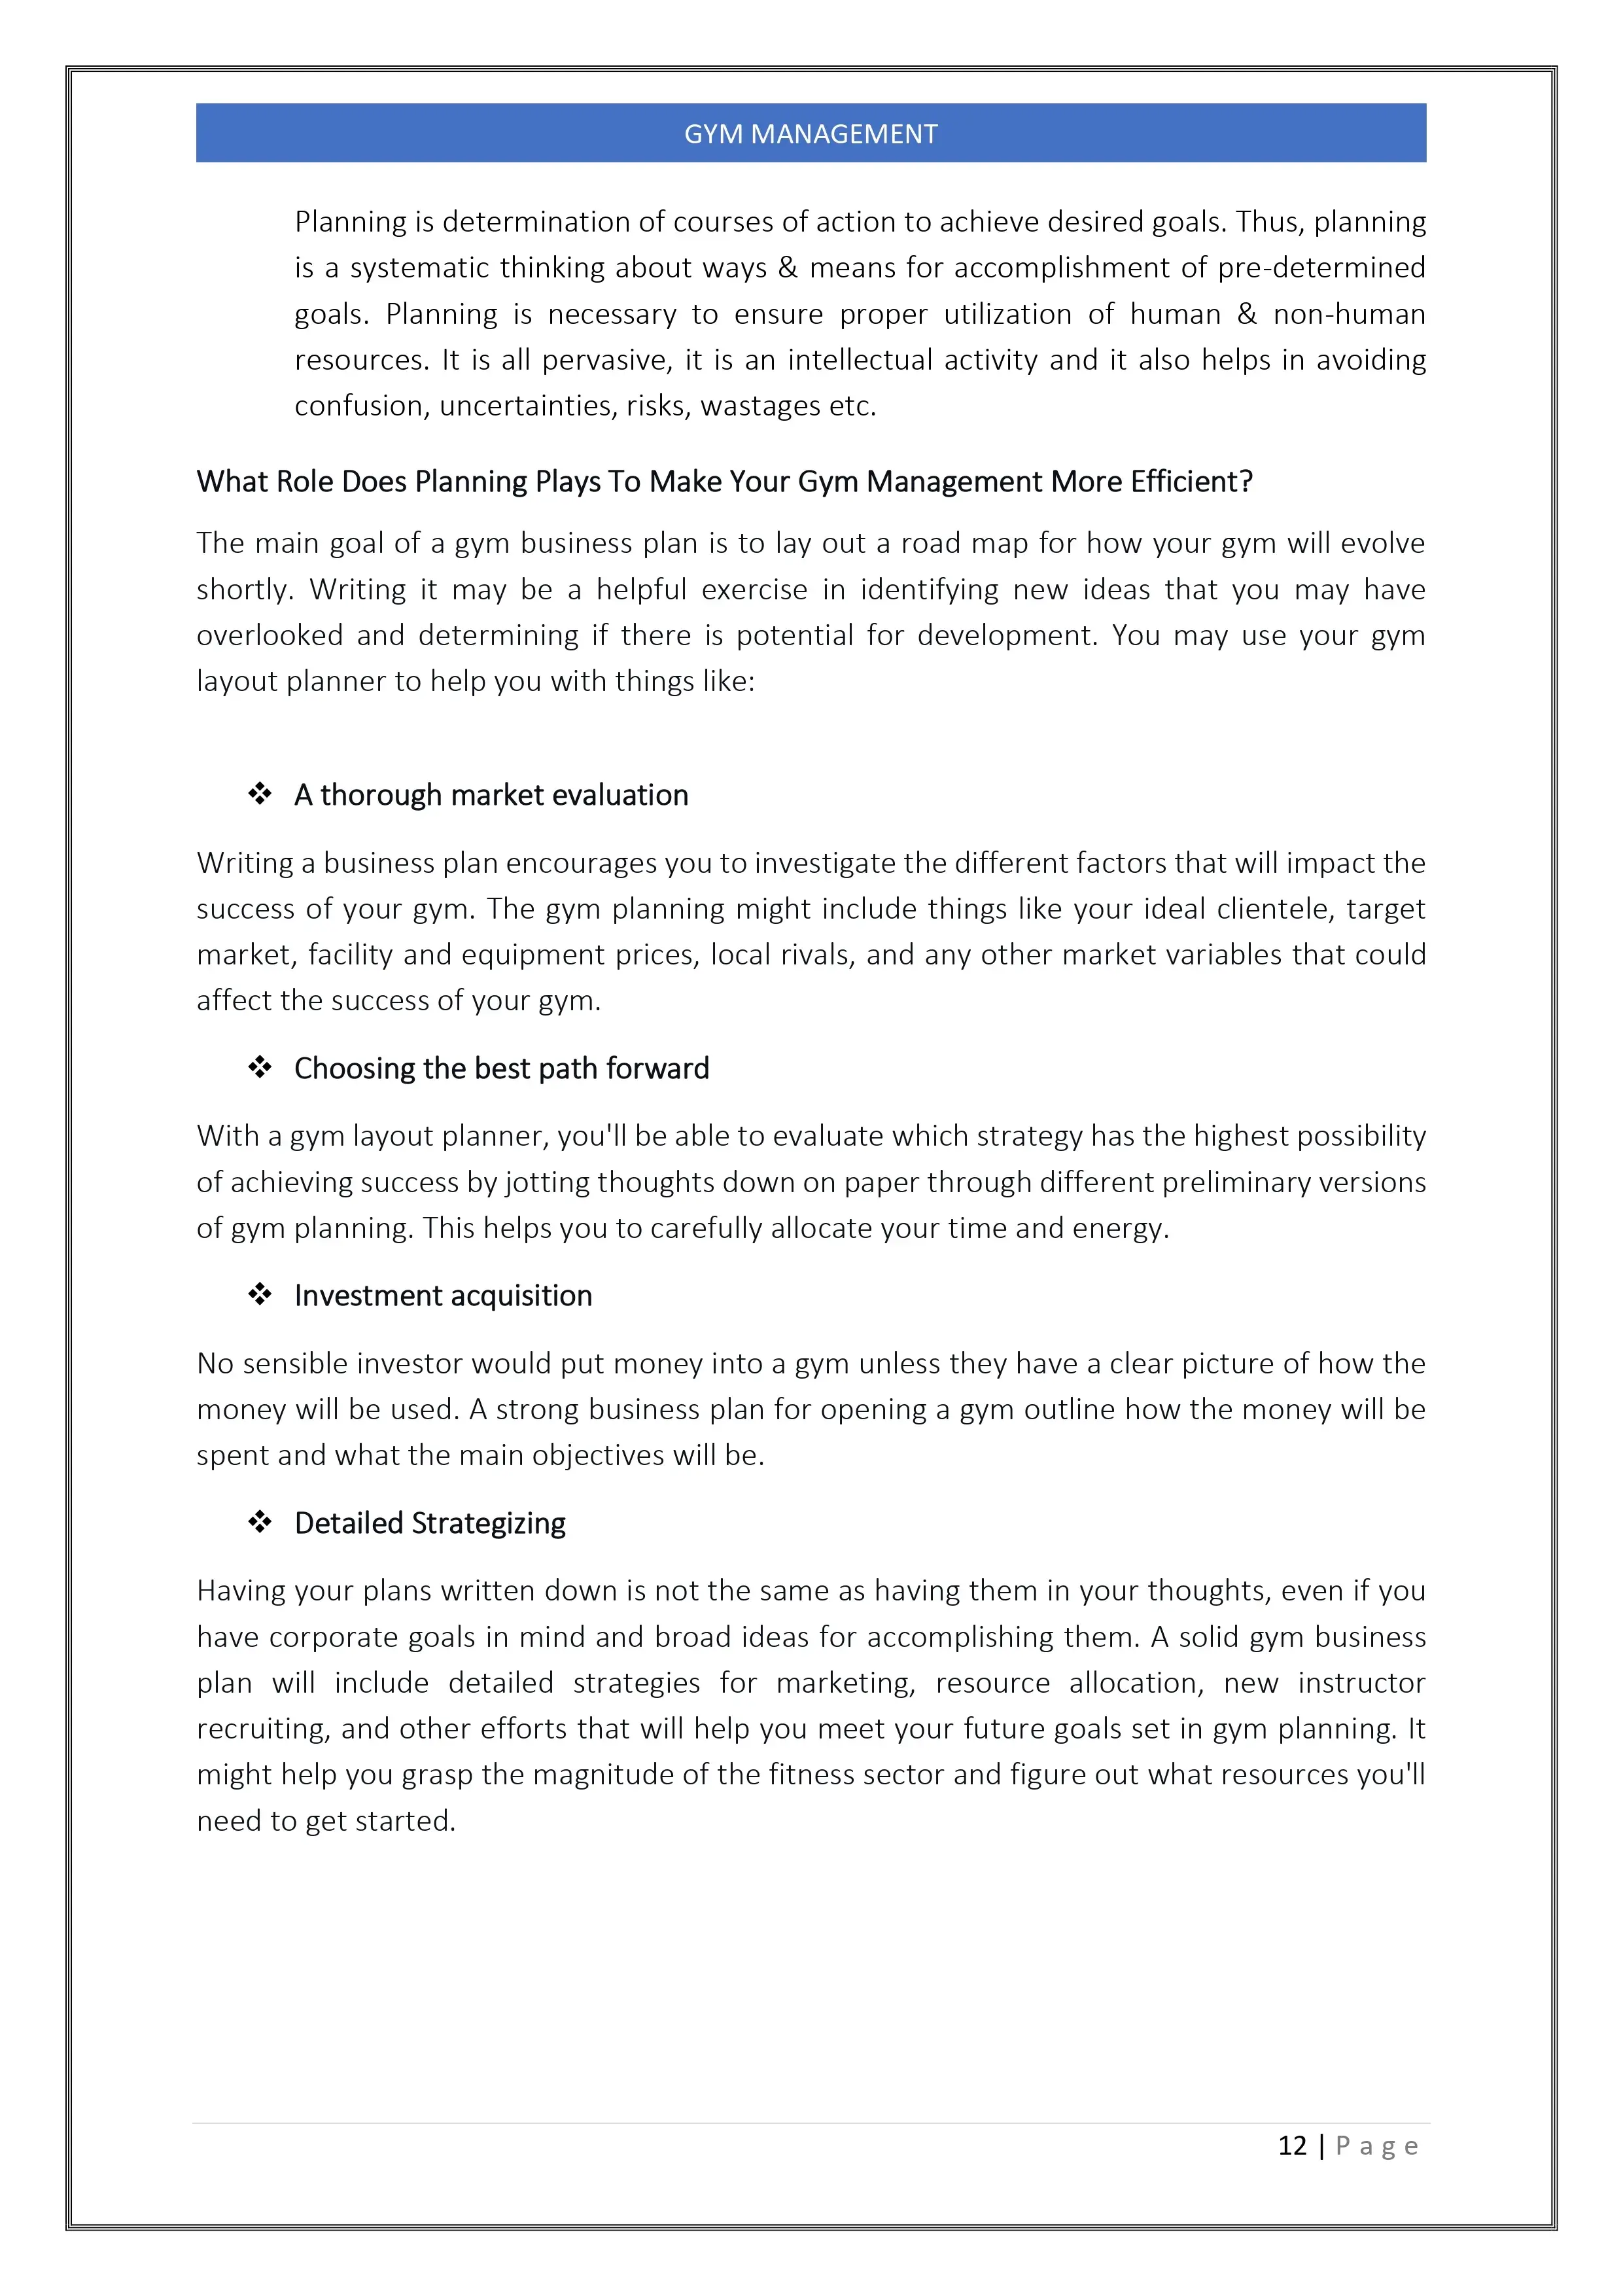 GYM MANAGEMENT
Planning is determination of courses of action to achieve desired goals. Thus, planning
is a systematic thinking about ways & means for accomplishment of pre-determined
goals. Planning is necessary to ensure proper utilization of human & non-human
resources. It is all pervasive, it is an intellectual activity and it also helps in avoiding
confusion, uncertainties, risks, wastages etc.
What Role Does Planning Plays To Make Your Gym Management More Efficient?
The main goal of a gym business plan is to lay out a road map for how your gym will evolve
shortly. Writing it may be a helpful exercise in identifying new ideas that you may have
overlooked and determining if there is potential for development. You may use your gym
layout planner to help you with things like:
❖ A thorough market evaluation
Writing a business plan encourages you to investigate the different factors that will impact the
success of your gym. The gym planning might include things like your ideal clientele, target
market, facility and equipment prices, local rivals, and any other market variables that could
affect the success of your gym.
❖ Choosing the best path forward
With a gym layout planner, you'll be able to evaluate which strategy has the highest possibility
of achieving success by jotting thoughts down on paper through different preliminary versions
of gym planning. This helps you to carefully allocate your time and energy.
❖ Investment acquisition
No sensible investor would put money into a gym unless they have a clear picture of how the
money will be used. A strong business plan for opening a gym outline how the money will be
spent and what the main objectives will be.
❖ Detailed Strategizing
Having your plans written down is not the same as having them in your thoughts, even if you
have corporate goals in mind and broad ideas for accomplishing them. A solid gym business
plan will include detailed strategies for marketing, resource allocation, new instructor
recruiting, and other efforts that will help you meet your future goals set in gym planning. It
might help you grasp the magnitude of the fitness sector and figure out what resources you'll
need to get started.
12 | Page